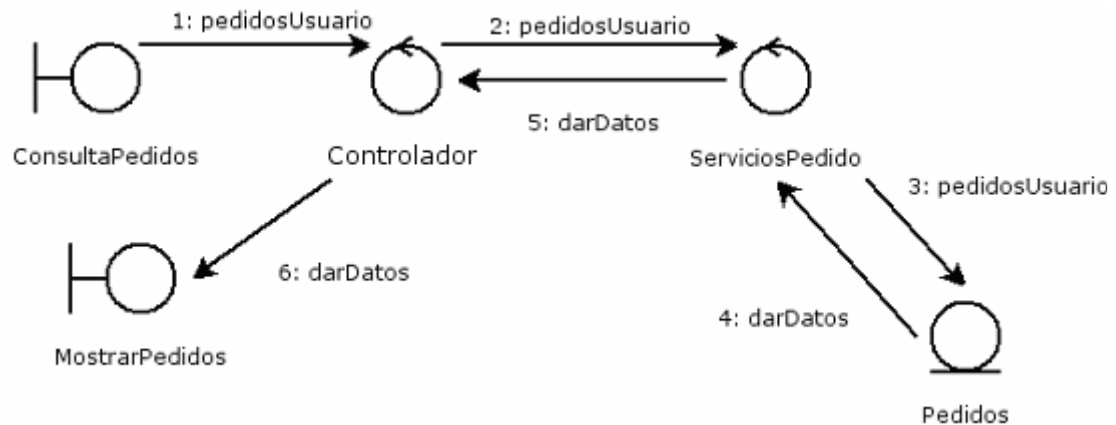 1: pedidosUsuario
2: pedidosUsuario
5: darDatos
ConsultaPedidos
Controlador
ServiciosPedido
3: pedidosUsuario
6: darDatos
4: darDatos
MostrarPedidos
Pedidos